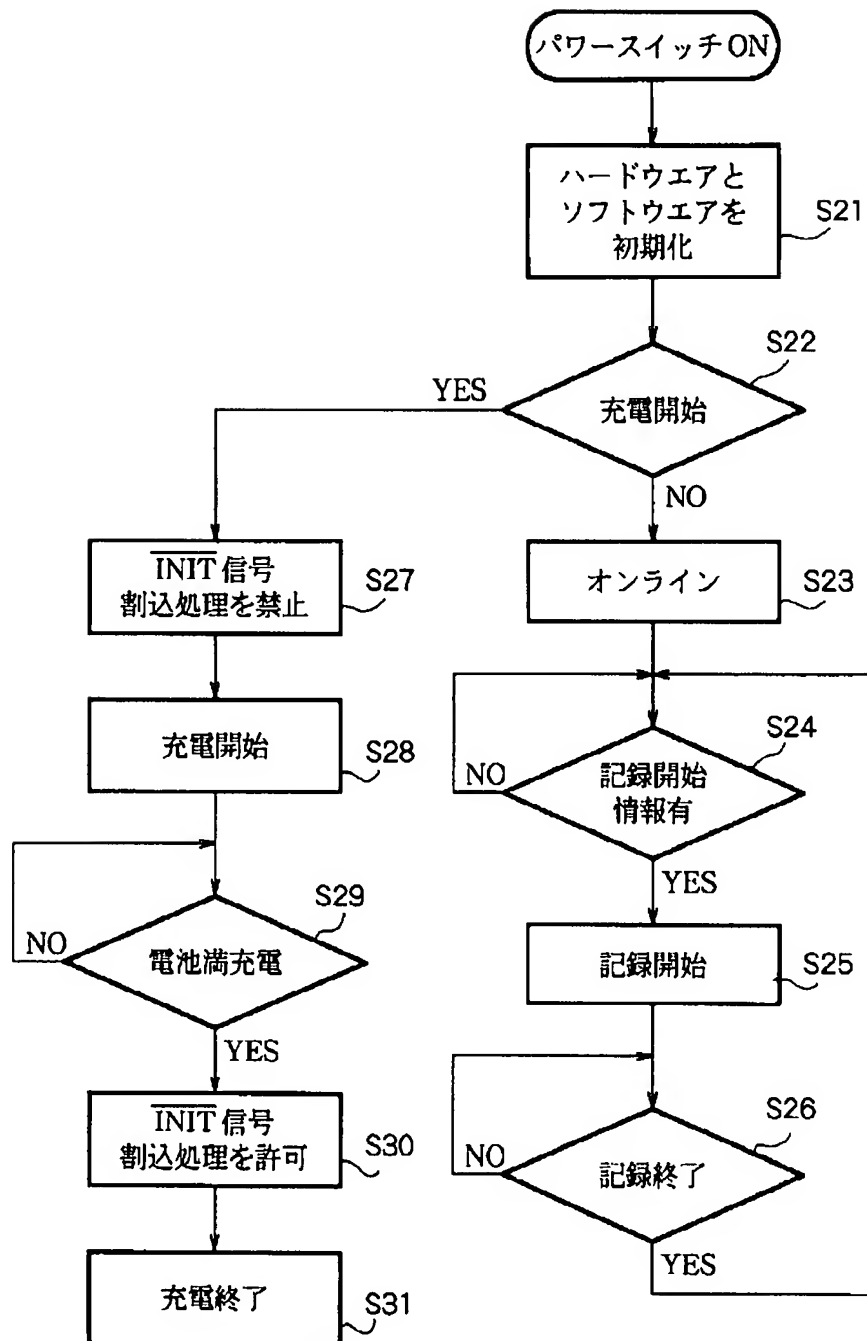 パワースイッチON
ハードウエアと
ソフトウエアを
初期化
S21
S22
充電開始
YES
NO
オンライン
S23
S24
記録開始
情報有
NO
YES
記録開始
S25
S26
記録終了
NO
YES
INIT信号
割込処理を禁止
S27
充電開始
S28
S29
電池満充電
NO
YES
INIT信号
割込処理を許可
S30
充電終了
S31